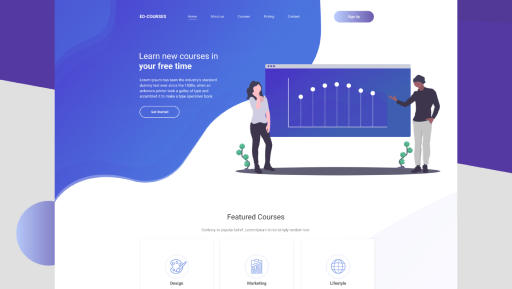 ED-COURSES
Home
About us
Courses
Pricing
Contact
Sign Up
Learn new courses in
your free time
Lorem Ipsum has been the industry's standard
dummy text ever since the 1500s, when an
unknown printer took a galley of type and
scrambled it to make a type specimen book.
Get Started
Featured Courses
Contrary to popular belief, Lorem Ipsum is not simply random text
Design
Marketing
Lifestyle